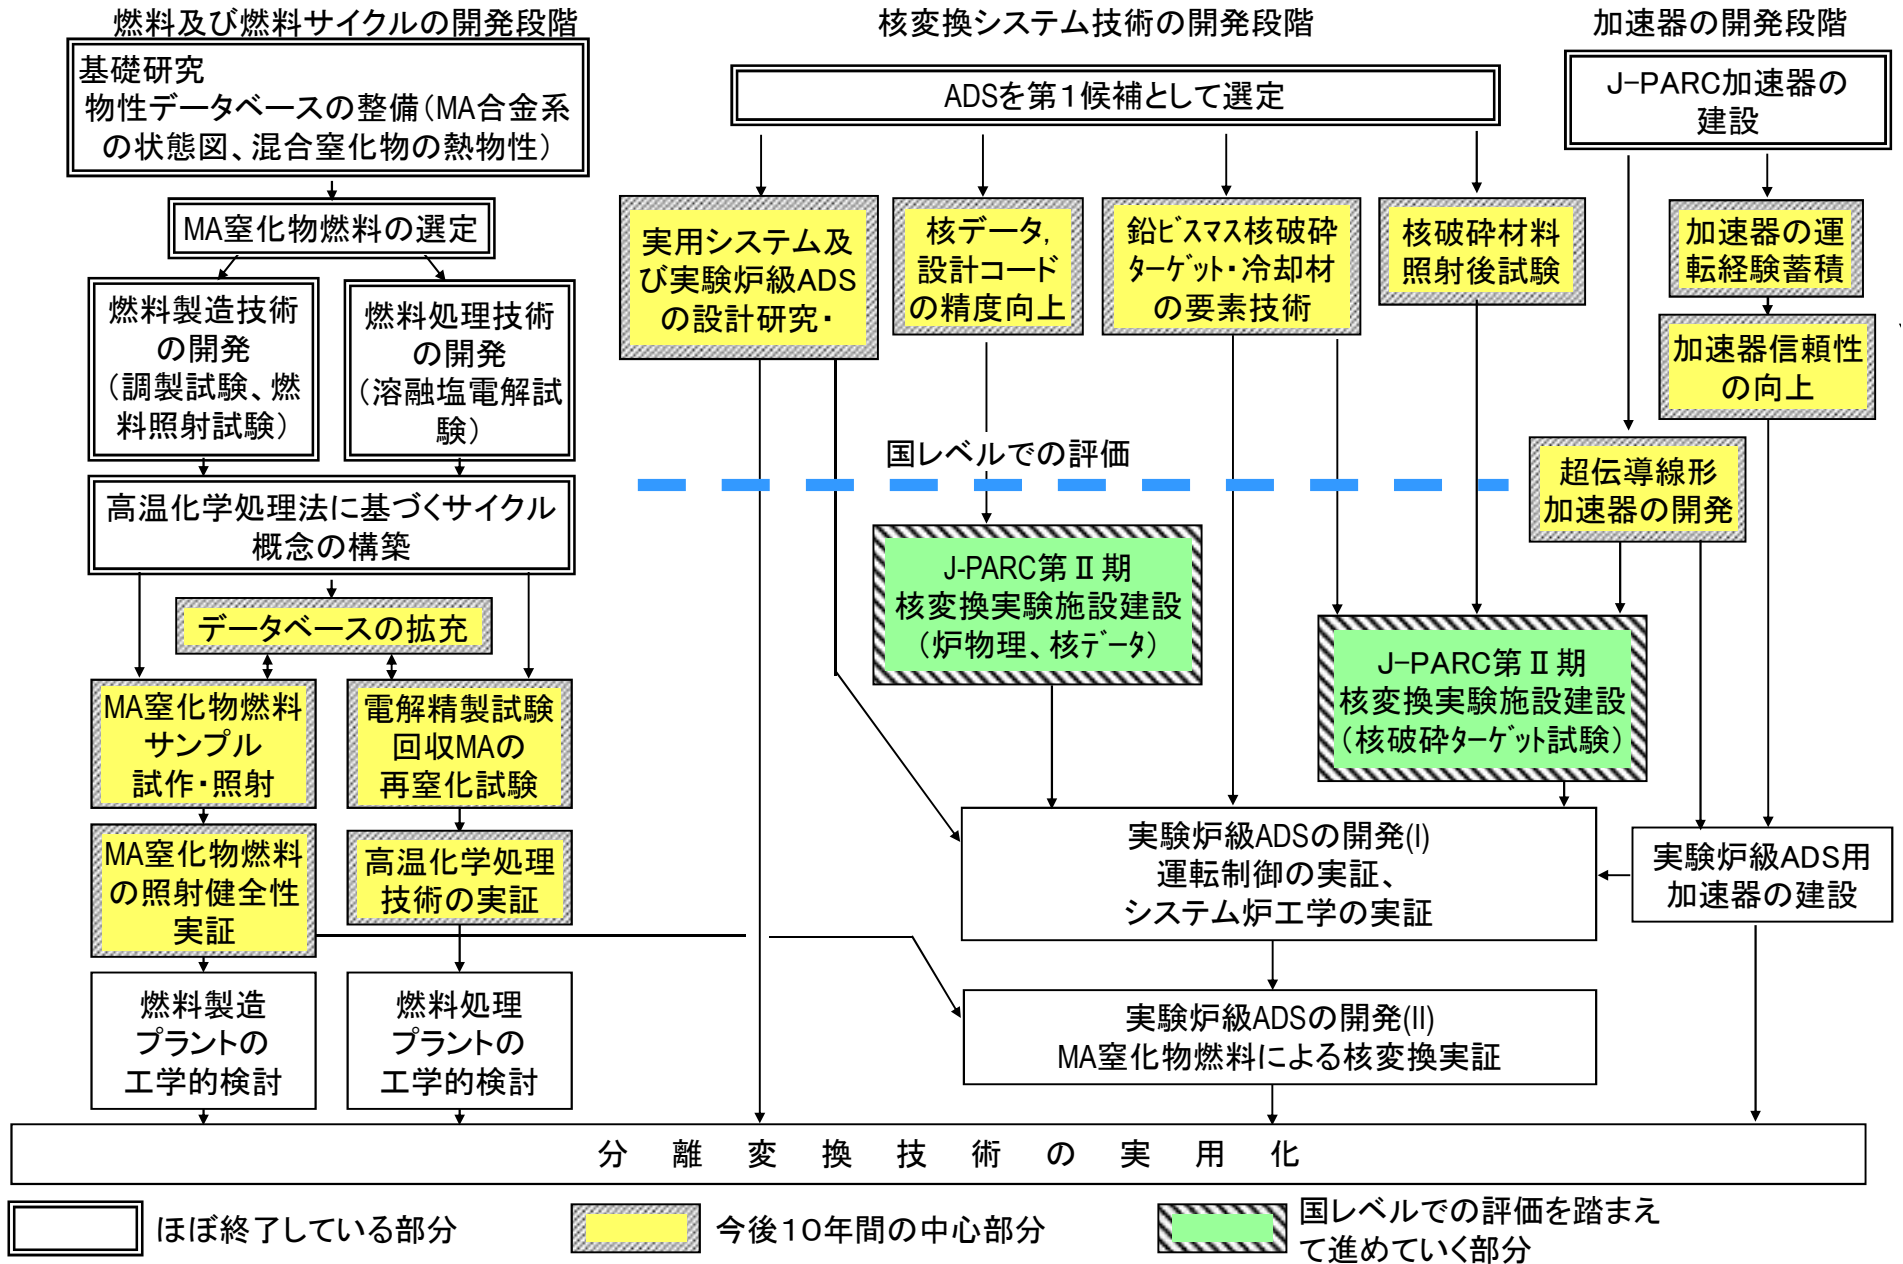 燃料及び燃料サイクルの開発段階
基礎研究
物性データベースの整備(MA合金系
の状態図、混合窒化物の熱物性)
MA窒化物燃料の選定
燃料製造技術
の開発
(調製試験、燃
料照射試験)
燃料処理技術
の開発
(溶融塩電解試
験)
高温化学処理法に基づくサイクル
概念の構築
データベースの拡充
MA窒化物燃料
サンプル
試作・照射
電解精製試験
回収MAの
再窒化試験
MA窒化物燃料
の照射健全性
実証
高温化学処理
技術の実証
燃料製造
プラントの
工学的検討
燃料処理
プラントの
工学的検討
核変換システム技術の開発段階
ADSを第1候補として選定
実用システム及
び実験炉級ADS
の設計研究・
核データ,
設計コード
の精度向上
鉛ビスマス核破砕
ターゲット・冷却材
の要素技術
核破砕材料
照射後試験
国レベルでの評価
J-PARC第Ⅱ期
核変換実験施設建設
(炉物理、核データ)
J-PARC第Ⅱ期
核変換実験施設建設
(核破砕ターゲット試験)
実験炉級ADSの開発(I)
運転制御の実証、
システム炉工学の実証
実験炉級ADSの開発(II)
MA窒化物燃料による核変換実証
加速器の開発段階
J-PARC加速器の
建設
加速器の運
転経験蓄積
加速器信頼性
の向上
超伝導線形
加速器の開発
実験炉級ADS用
加速器の建設
分離変換技術の実用化
ほぼ終了している部分
今後10年間の中心部分
国レベルでの評価を踏まえ
て進めていく部分